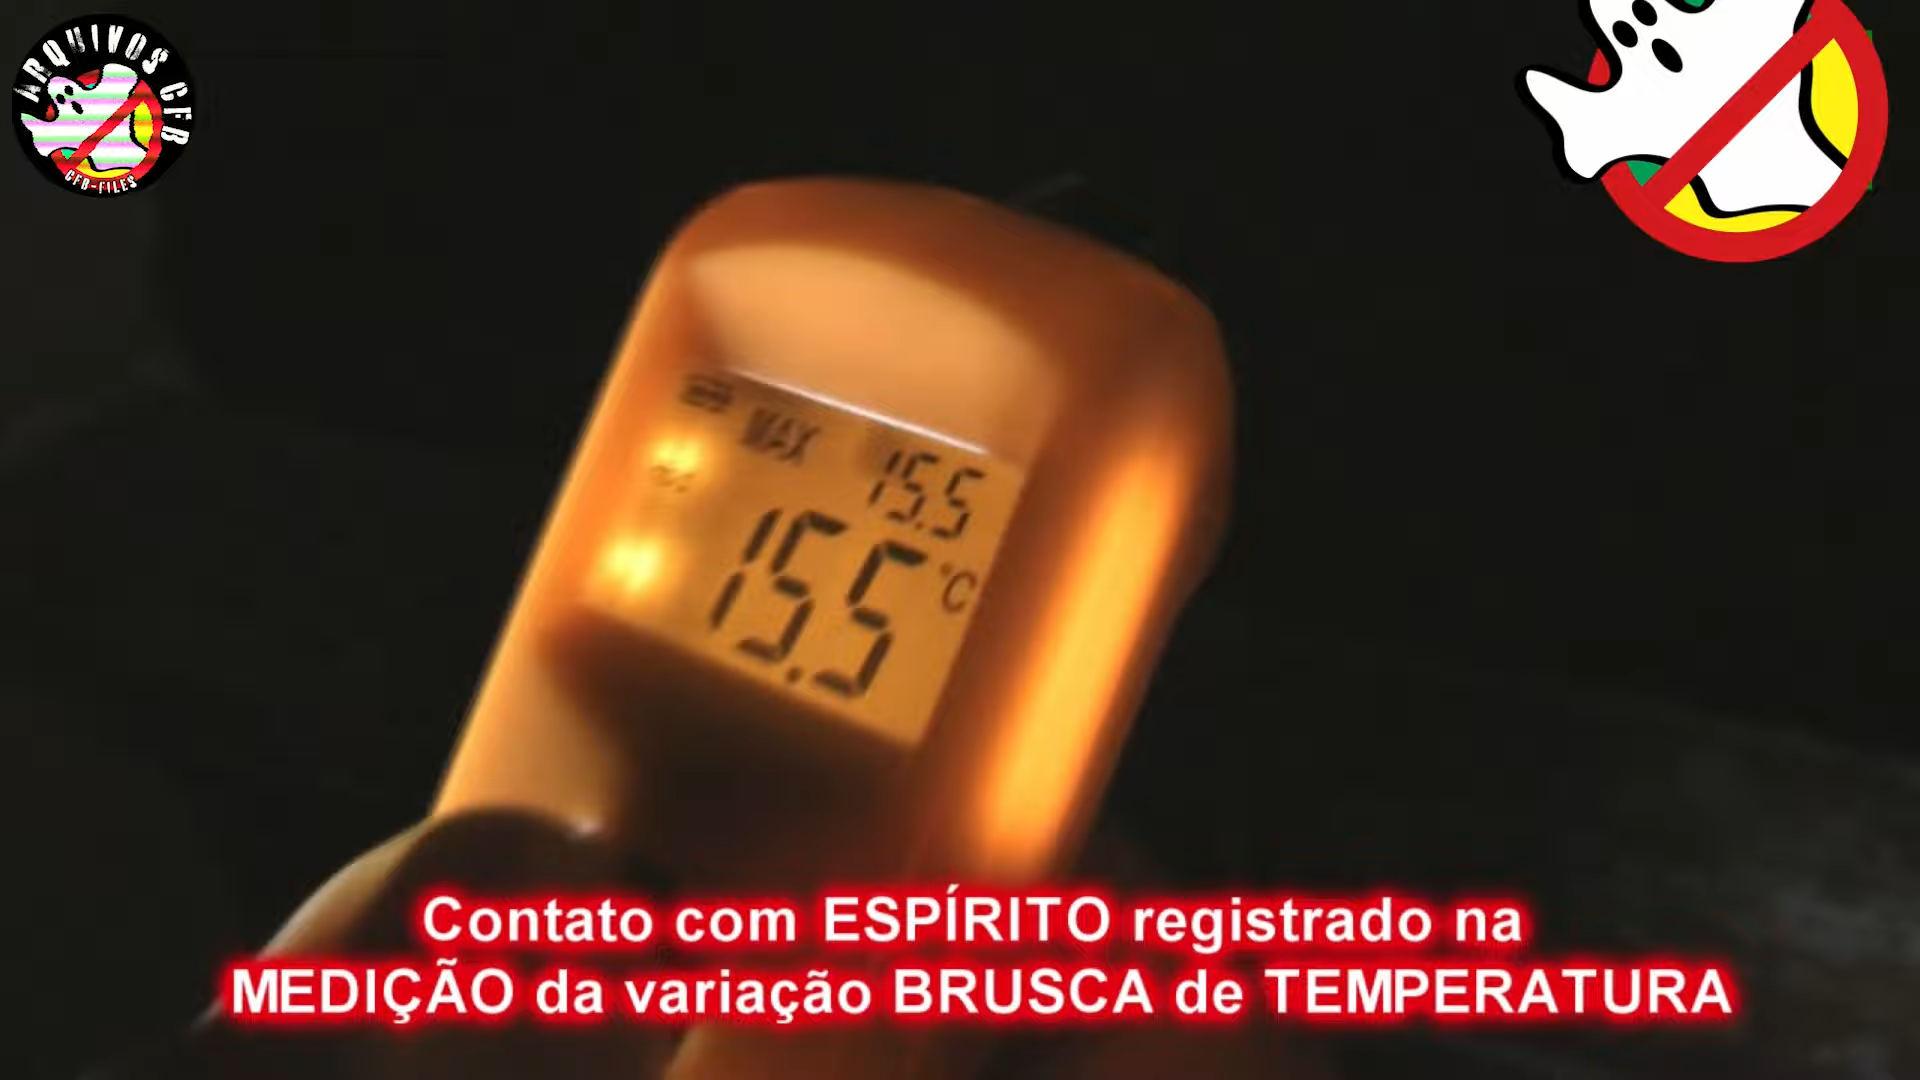 ARQUIVOS CFB
CFB-FILES
MAX 15.5
15.5 °C
Contato com ESPÍRITO registrado na
MEDIÇÃO da variação BRUSCA de TEMPERATURA